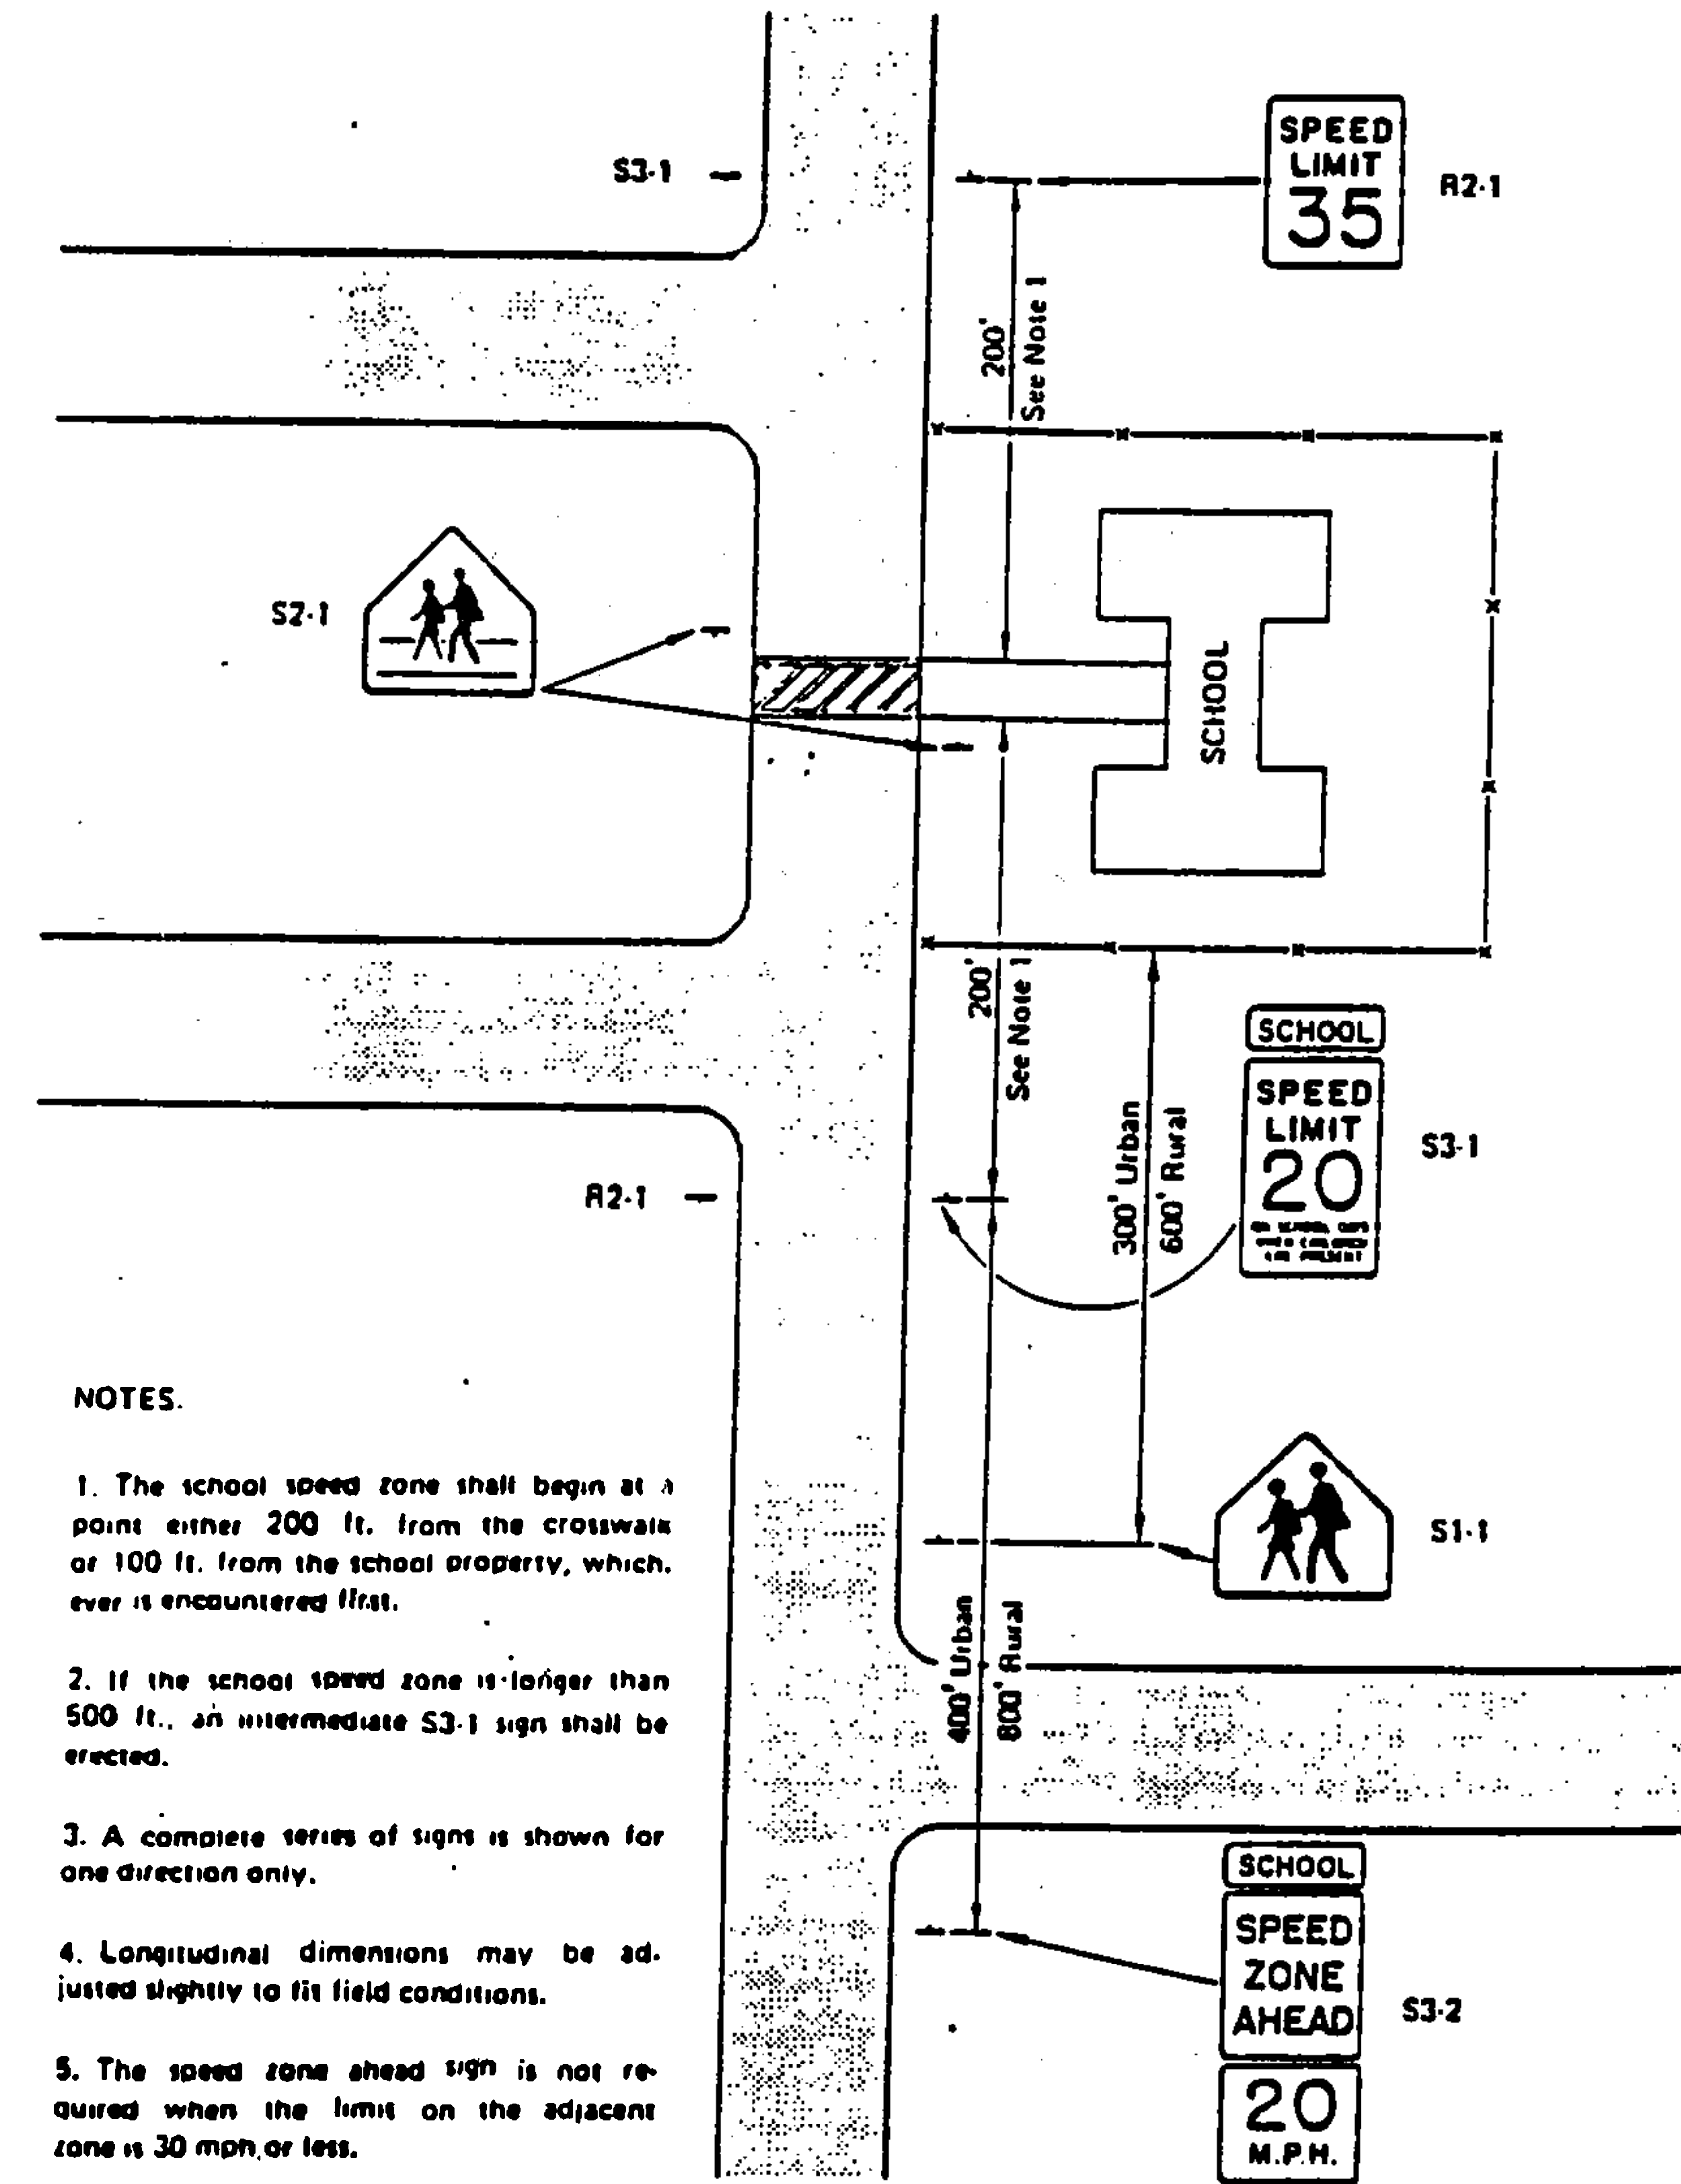 SPEED
LIMIT
35
R2-1
S3-1
200'
See Note 1
S2-1
SCHOOL
200'
See Note 1
SCHOOL
SPEED
LIMIT
20
S3-1
300' Urban
600' Rural
R2-1
NOTES.
1. The school speed zone shall begin at a
point either 200 ft. from the crosswalk
or 100 ft. from the school property, which.
ever is encountered first.
2. If the school speed zone is longer than
500 ft., an intermediate S3-1 sign shall be
erected.
3. A complete series of signs is shown for
one direction only.
4. Longitudinal dimensions may be ad-
justed slightly to fit field conditions.
5. The speed zone ahead sign is not re-
quired when the limit on the adjacent
zone is 30 mph, or less.
S1-1
400' Urban
800' Rural
SCHOOL
SPEED
ZONE
AHEAD
S3-2
20
M.P.H.